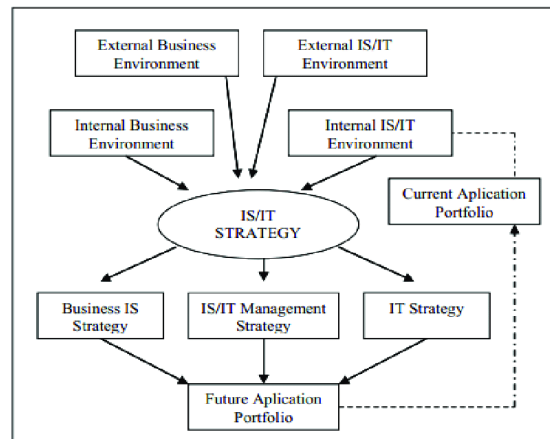 External Business
Environment
External IS/IT
Environment
Internal Business
Environment
Internal IS/IT
Environment
Current Aplication
Portfolio
IS/IT
STRATEGY
Business IS
Strategy
IS/IT Management
Strategy
IT Strategy
Future Aplication
Portfolio